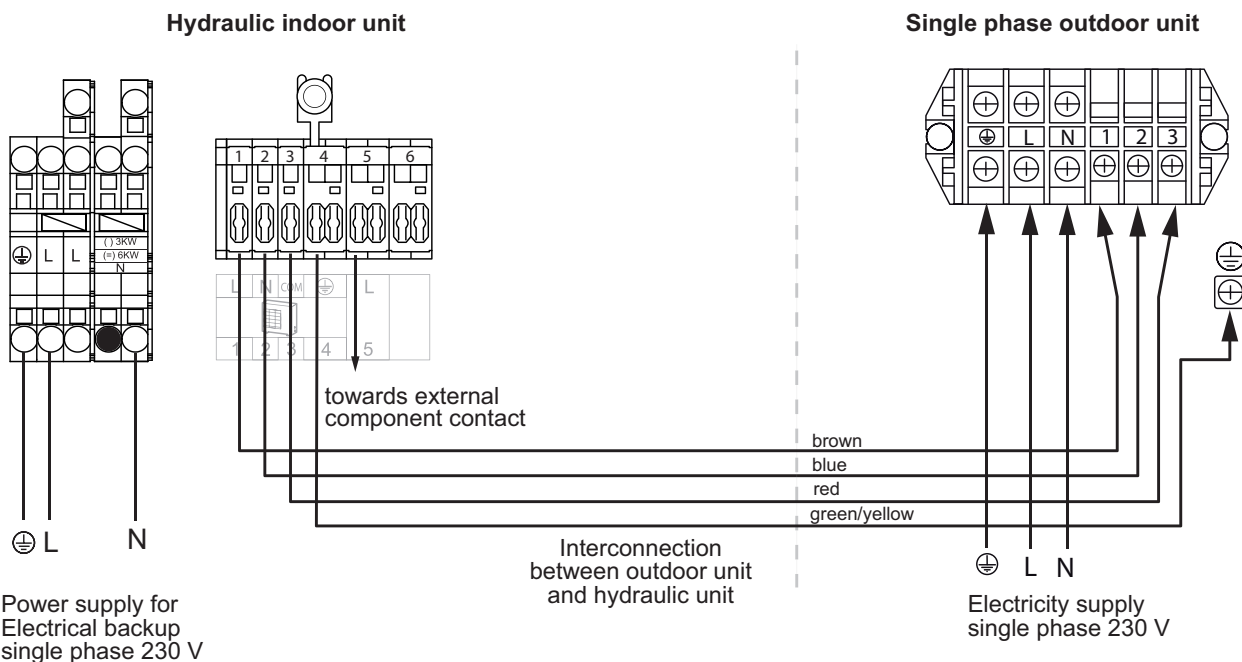 Hydraulic indoor unit
Single phase outdoor unit
1 2 3 4 5 6
L N 1 2 3
L L
( ) 3KW
(=) 6KW
N
L N COM L
1 2 3 4 5
towards external
component contact
brown
blue
red
green/yellow
L N
Interconnection
between outdoor unit
and hydraulic unit
L N
Power supply for
Electrical backup
single phase 230 V
Electricity supply
single phase 230 V